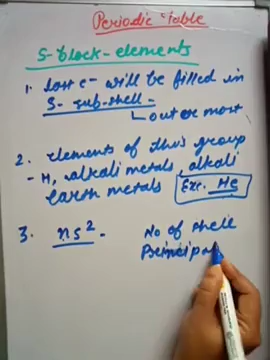 Periodic table
S-block-elements
1. last e- will be filled in
S-sub-shell-
outer most
2. elements of this group
- H, alkali metals, alkali
earth metals Exc. He
3. ns² -
No of shell
Principa